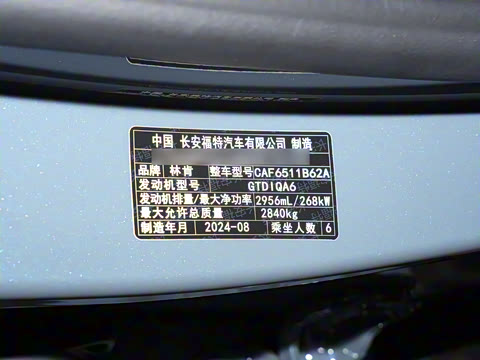 中国 长安福特汽车有限公司 制造
品牌 林肯 整车型号 CAF6511B62A
发动机型号 GTDIQA6
发动机排量/最大净功率 2956mL/268kW
最大允许总质量 2840kg
制造年月 2024-08 乘坐人数 6